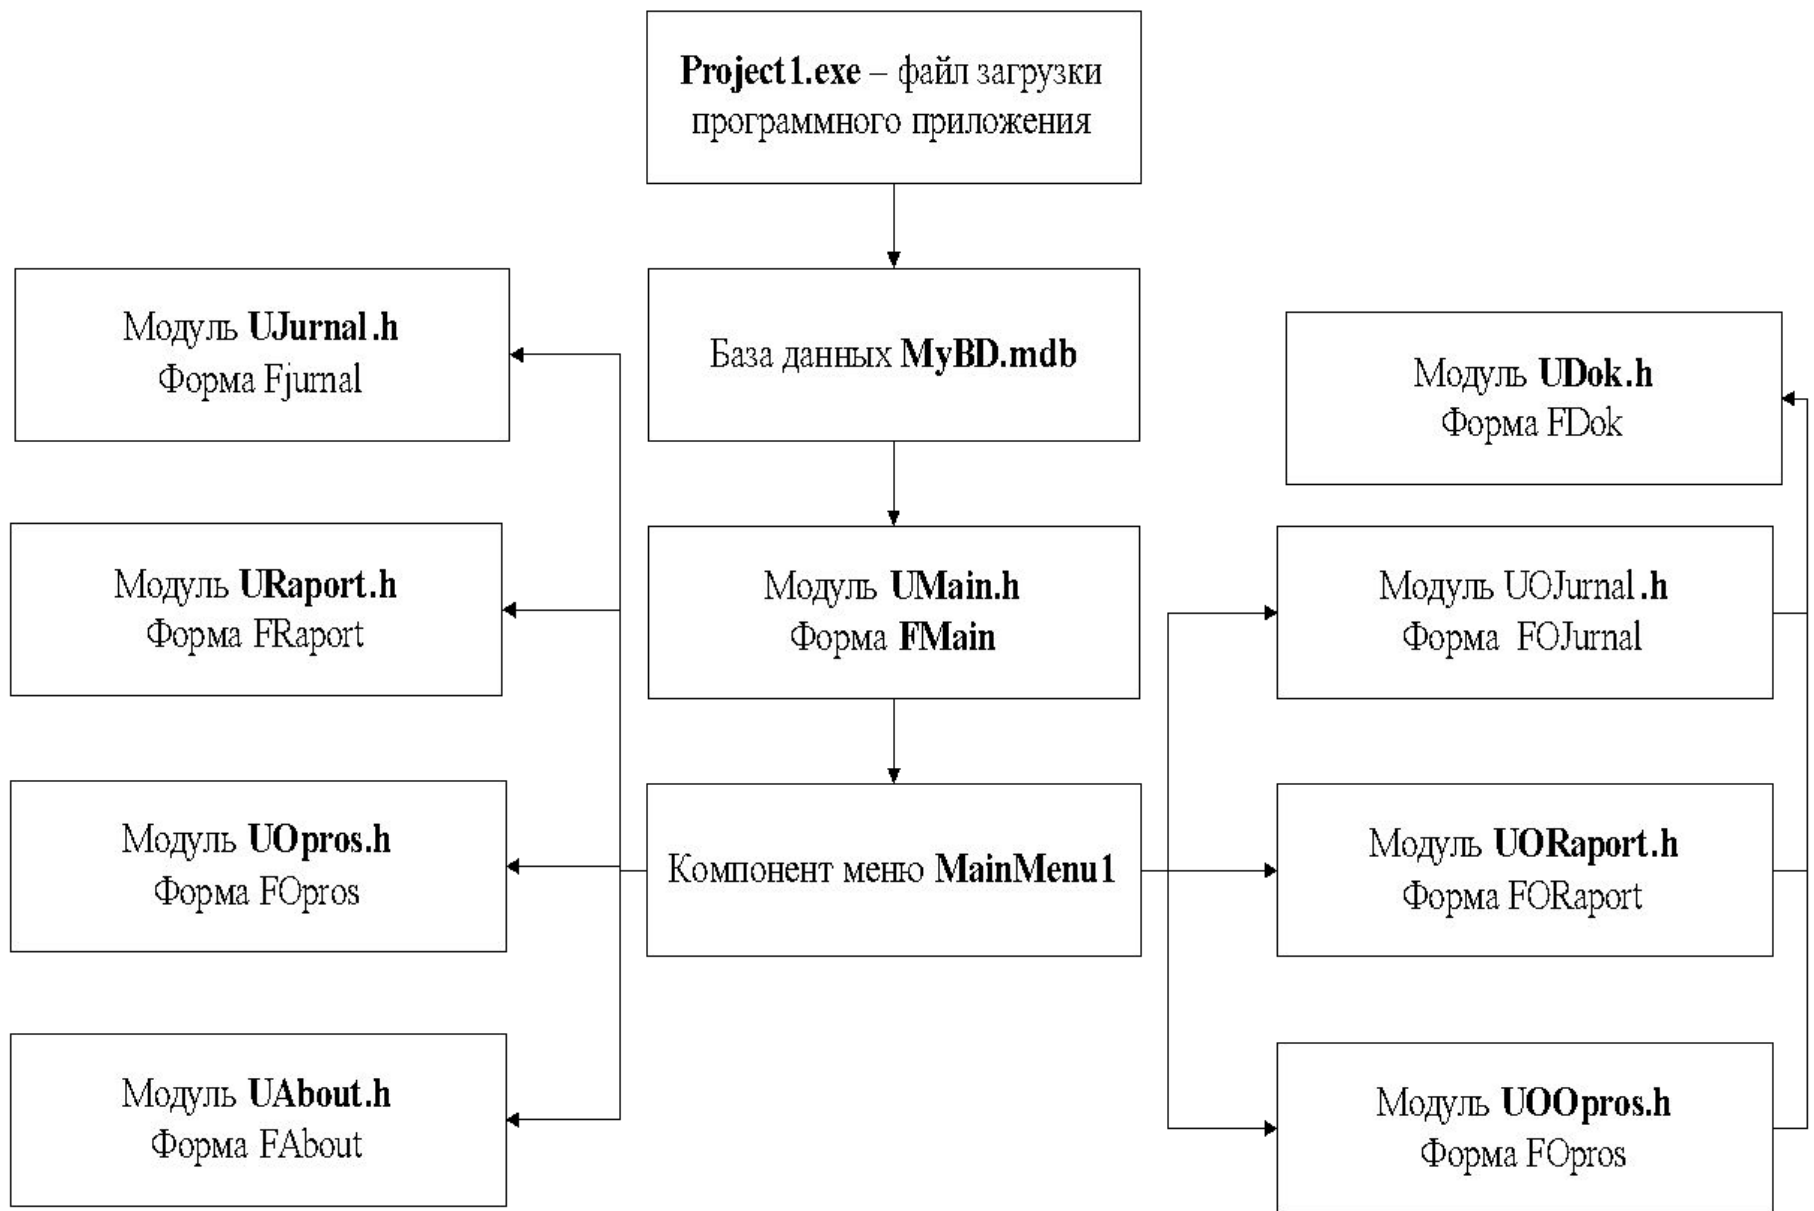 Project1.exe – файл загрузки
программного приложения
Модуль UJurnal.h
Форма Fjurnal
База данных MyBD.mdb
Модуль UDok.h
Форма FDok
Модуль URaport.h
Форма FRaport
Модуль UMain.h
Форма FMain
Модуль UOJurnal.h
Форма FOJurnal
Модуль UOpros.h
Форма FOpros
Компонент меню MainMenu1
Модуль UORaport.h
Форма FORaport
Модуль UAbout.h
Форма FAbout
Модуль UOOpros.h
Форма FOpros